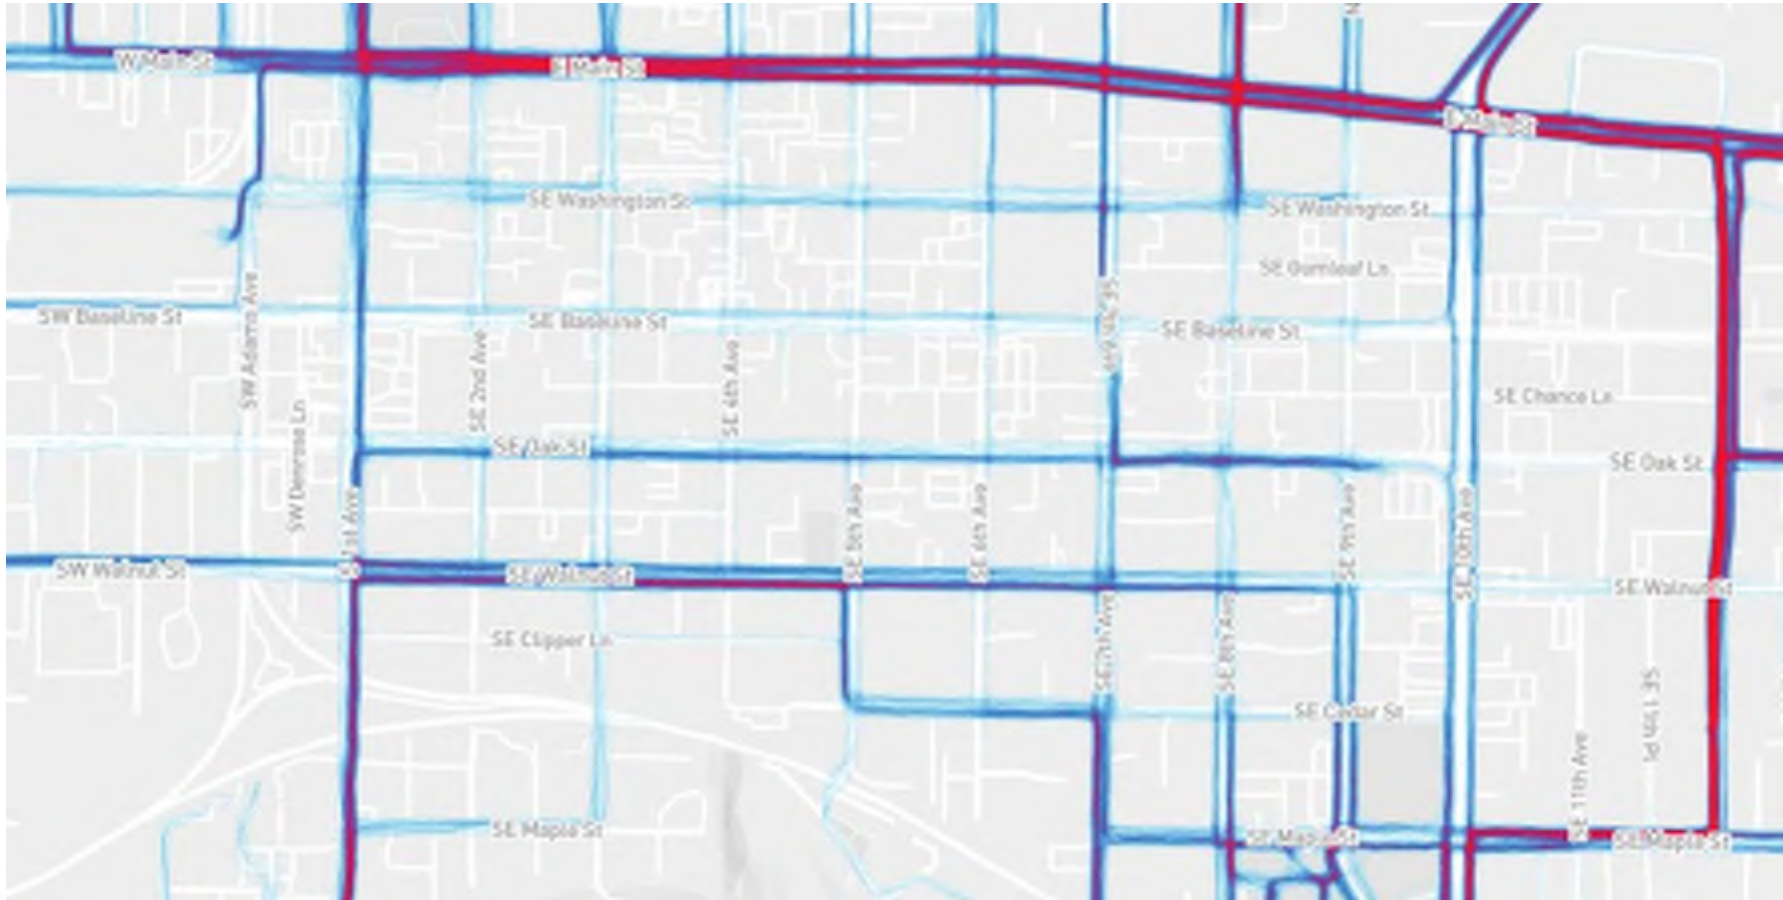 W Main St
E Main St
E Main St
SE Washington St
SE Washington St
SE Gumleaf Ln
SW Baseline St
SE Baseline St
SE Baseline St
SW Adams Ave
SE 2nd Ave
SE 4th Ave
SE 7th Ave
SW Denrose Ln
SE Chance Ln
SE Oak St
SE Oak St
S 1st Ave
SE 5th Ave
SE 6th Ave
SE 9th Ave
SE 10th Ave
SW Walnut St
SE Walnut St
SE Walnut St
SE Clipper Ln
SE 7th Ave
SE 8th Ave
SE Cedar St
SE 11th Ave
SE 13th Pl
SE Maple St
SE Maple St
SE Maple St